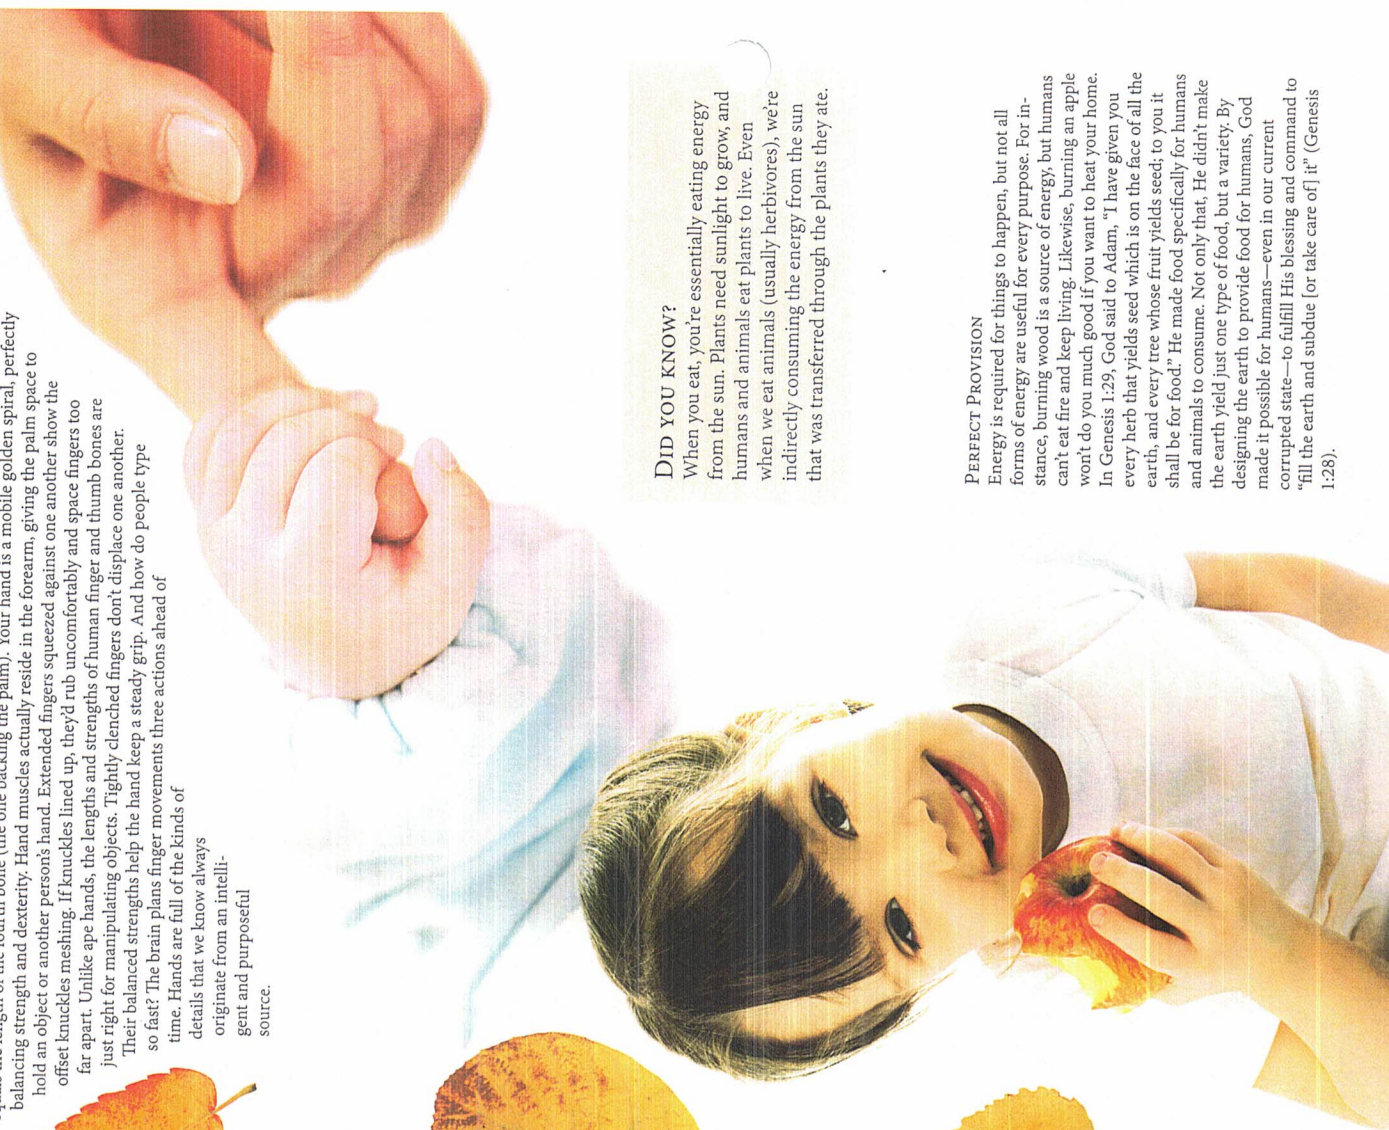 length of the fourth bone (the one backing the palm). Your hand is a mobile golden spiral, perfectly
balancing strength and dexterity. Hand muscles actually reside in the forearm, giving the palm space to
hold an object or another person's hand. Extended fingers squeezed against one another show the
offset knuckles meshing. If knuckles lined up, they'd rub uncomfortably and space fingers too
far apart. Unlike ape hands, the lengths and strengths of human finger and thumb bones are
just right for manipulating objects. Tightly clenched fingers don't displace one another.
Their balanced strengths help the hand keep a steady grip. And how do people type
so fast? The brain plans finger movements three actions ahead of
time. Hands are full of the kinds of
details that we know always
originate from an intelli-
gent and purposeful
source.
DID YOU KNOW?
When you eat, you're essentially eating energy
from the sun. Plants need sunlight to grow, and
humans and animals eat plants to live. Even
when we eat animals (usually herbivores), we're
indirectly consuming the energy from the sun
that was transferred through the plants they ate.
PERFECT PROVISION
Energy is required for things to happen, but not all
forms of energy are useful for every purpose. For in-
stance, burning wood is a source of energy, but humans
can't eat fire and keep living. Likewise, burning an apple
won't do you much good if you want to heat your home.
In Genesis 1:29, God said to Adam, "I have given you
every herb that yields seed which is on the face of all the
earth, and every tree whose fruit yields seed; to you it
shall be for food." He made food specifically for humans
and animals to consume. Not only that, He didn't make
the earth yield just one type of food, but a variety. By
designing the earth to provide food for humans, God
made it possible for humans—even in our current
corrupted state—to fulfill His blessing and command to
"fill the earth and subdue [or take care of] it" (Genesis
1:28).